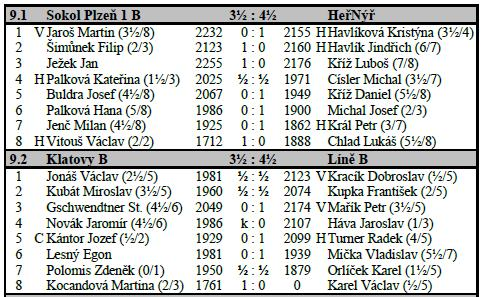 9.1 Sokol Plzeň 1 B 3½ : 4½ HeřNýř
1 V Jaroš Martin (3½/8) 2232 0 : 1 2155 H Havlíková Kristýna (3½/4)
2 Šimůnek Filip (2/3) 2123 1 : 0 2160 H Havlík Jindřich (6/7)
3 Ježek Jan 2255 1 : 0 2176 Kříž Luboš (7/8)
4 H Palková Kateřina (1½/3) 2025 ½ : ½ 1971 Císler Michal (3½/7)
5 Buldra Josef (4½/8) 2067 0 : 1 1949 Kříž Daniel (5½/8)
6 Palková Hana (5/8) 1986 0 : 1 1900 Michal Josef (2/3)
7 Jenč Milan (4½/8) 1925 0 : 1 1862 H Král Petr (3/7)
8 H Vitouš Václav (2/2) 1712 1 : 0 1888 Chlad Lukáš (5½/8)
9.2 Klatovy B 3½ : 4½ Líně B
1 Jonáš Václav (2½/5) 1981 ½ : ½ 2123 V Kracík Dobroslav (½/5)
2 Kubát Miroslav (3½/5) 1960 ½ : ½ 2074 Kupka František (2/5)
3 Gschwendtner St. (4½/6) 2049 0 : 1 2174 V Mařík Petr (3½/5)
4 Novák Jaromír (4½/6) 1986 k : 0 2107 Háva Jaroslav (1/3)
5 C Kántor Jozef (½/2) 1929 0 : 1 2099 H Turner Radek (4/5)
6 Lesný Egon 1981 0 : 1 1939 Mička Vladislav (5½/7)
7 Polomis Zdeněk (0/1) 1950 ½ : ½ 1879 Orlíček Karel (1½/5)
8 Kocandová Martina (2/3) 1761 1 : 0 0 Karel Václav (½/5)